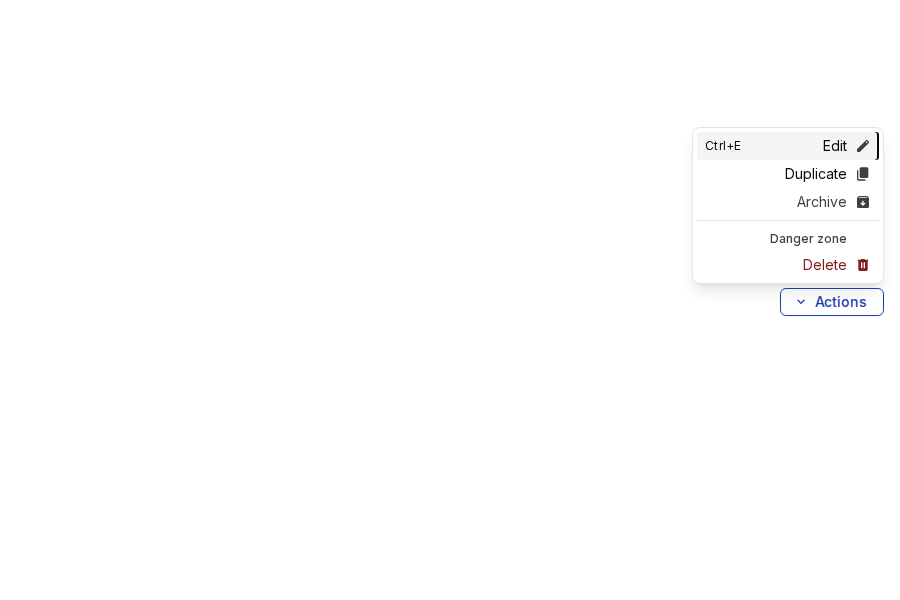 Edit Ctrl+E
Duplicate
Archive
Danger zone
Delete
Actions